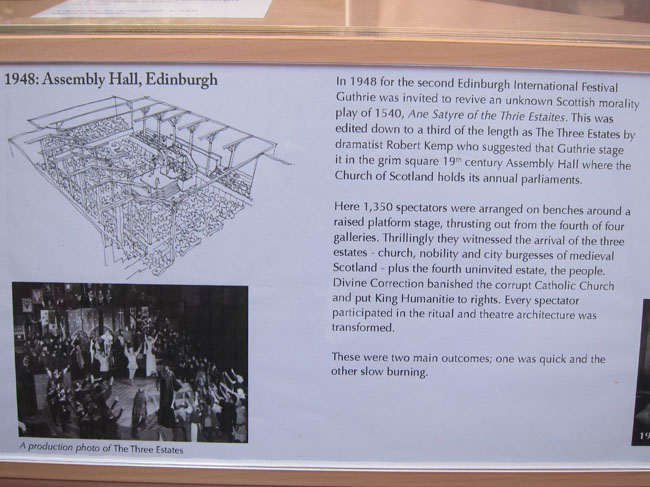 1948: Assembly Hall, Edinburgh
In 1948 for the second Edinburgh International Festival
Guthrie was invited to revive an unknown Scottish morality
play of 1540, Ane Satyre of the Thrie Estaites. This was
edited down to a third of the length as The Three Estates by
dramatist Robert Kemp who suggested that Guthrie stage
it in the grim square 19th century Assembly Hall where the
Church of Scotland holds its annual parliaments.
Here 1,350 spectators were arranged on benches around a
raised platform stage, thrusting out from the fourth of four
galleries. Thrillingly they witnessed the arrival of the three
estates - church, nobility and city burgesses of medieval
Scotland - plus the fourth uninvited estate, the people.
Divine Correction banished the corrupt Catholic Church
and put King Humanitie to rights. Every spectator
participated in the ritual and theatre architecture was
transformed.
These were two main outcomes; one was quick and the
other slow burning.
A production photo of The Three Estates